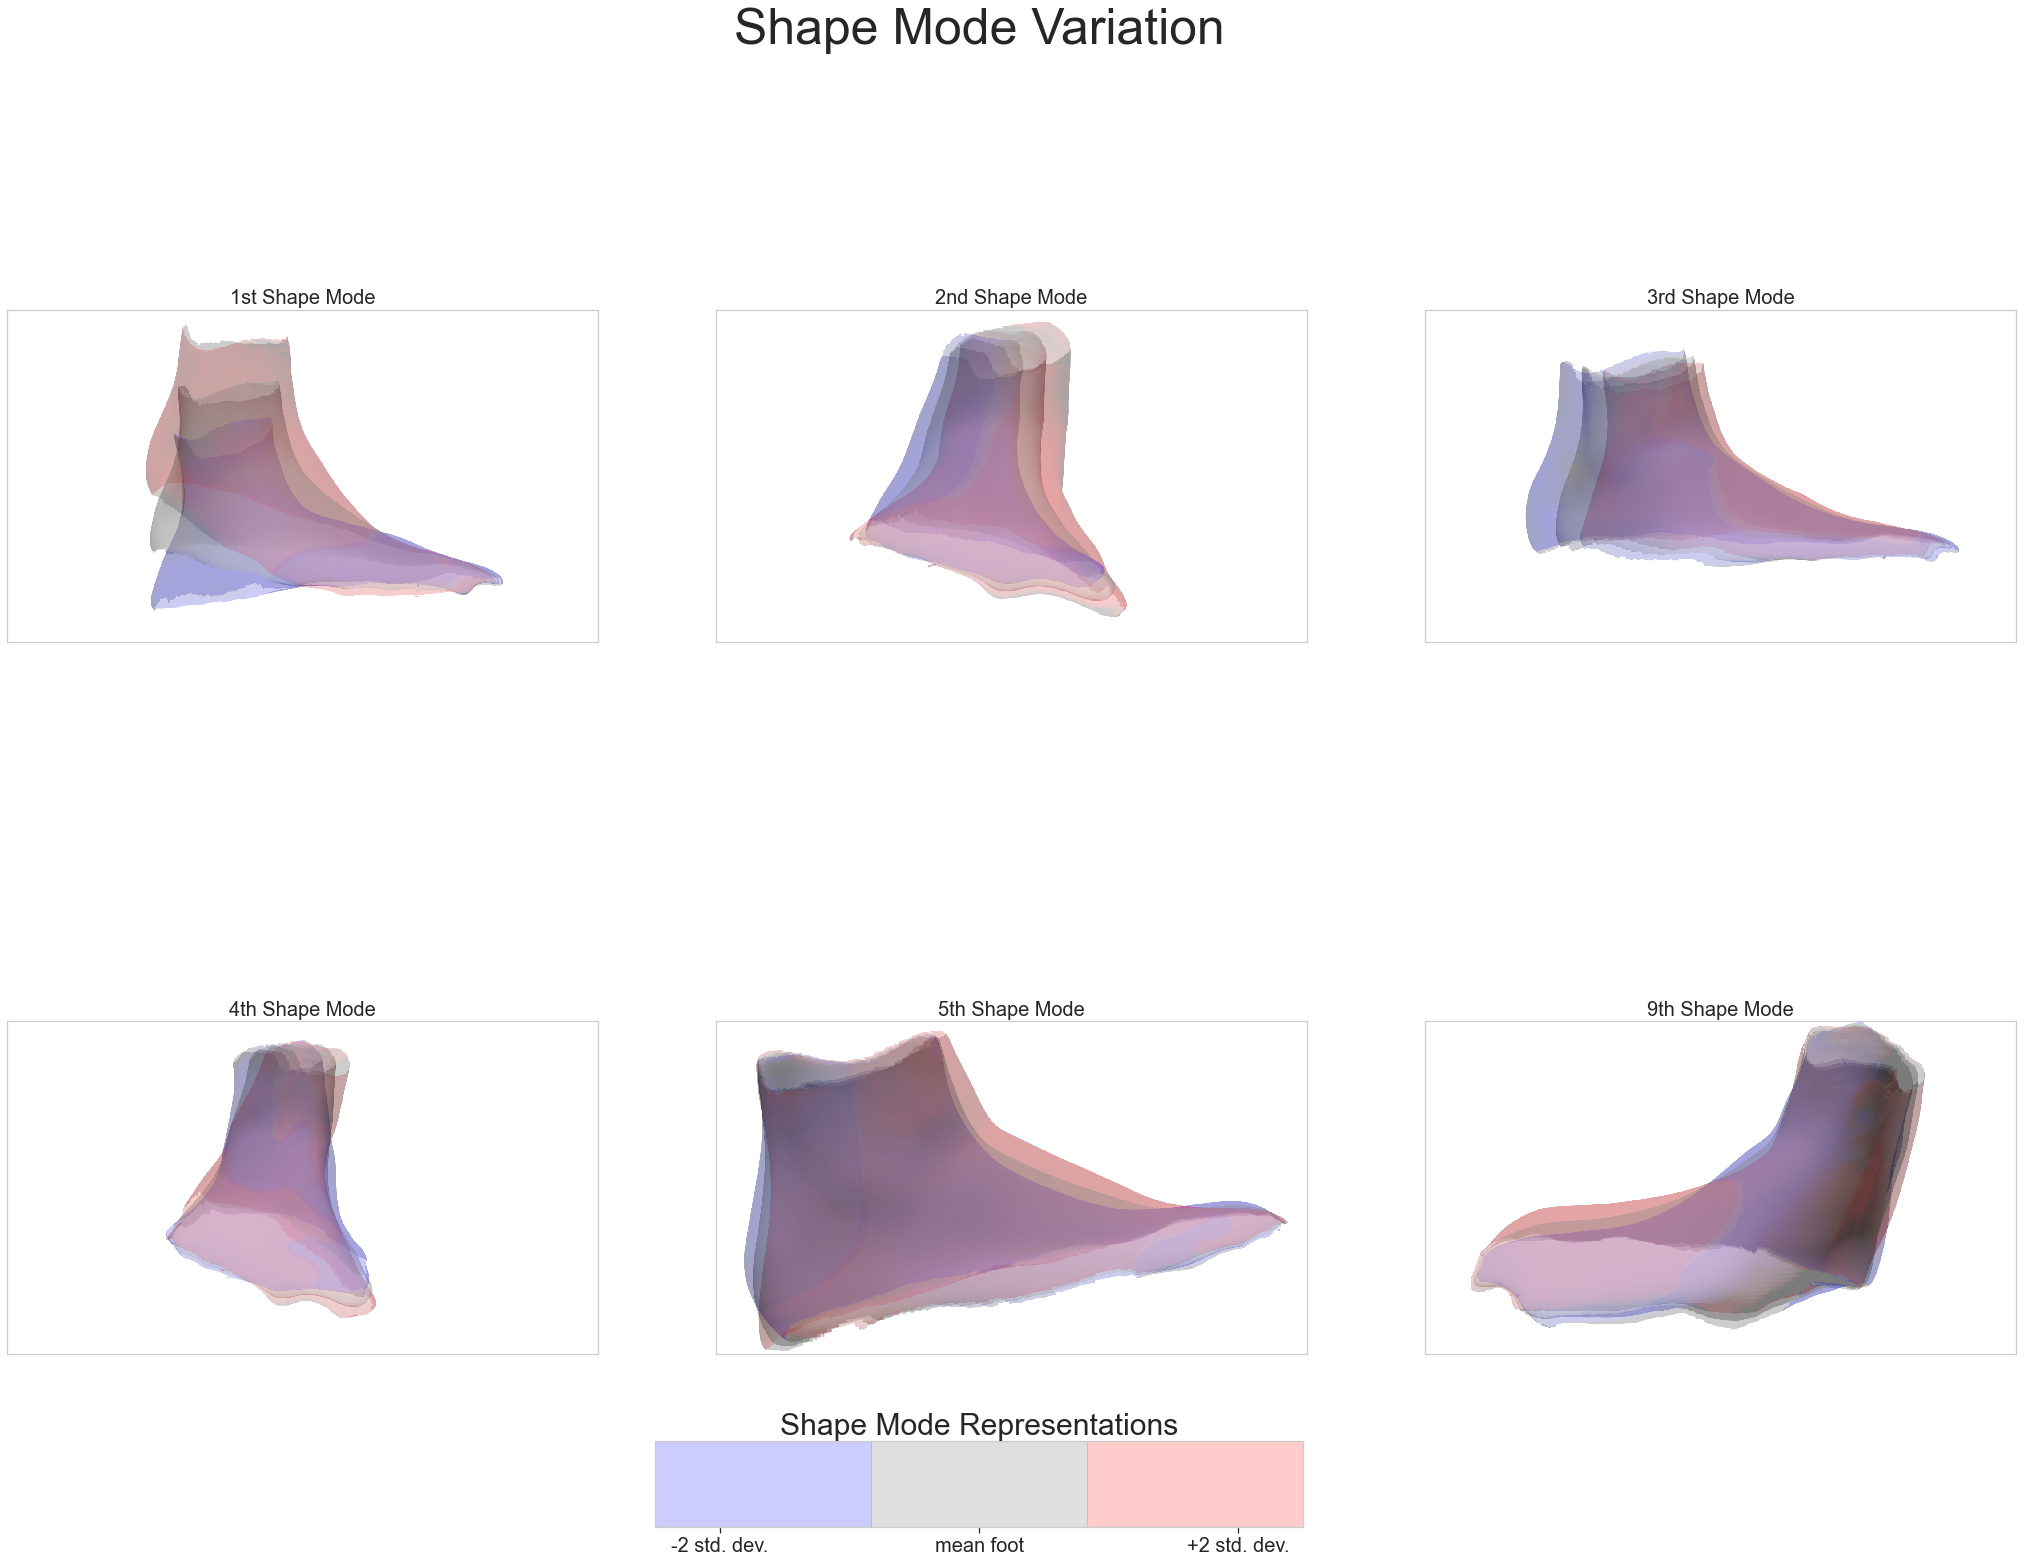 Shape Mode Variation
1st Shape Mode
2nd Shape Mode
3rd Shape Mode
4th Shape Mode
5th Shape Mode
9th Shape Mode
Shape Mode Representations
-2 std. dev.
mean foot
+2 std. dev.